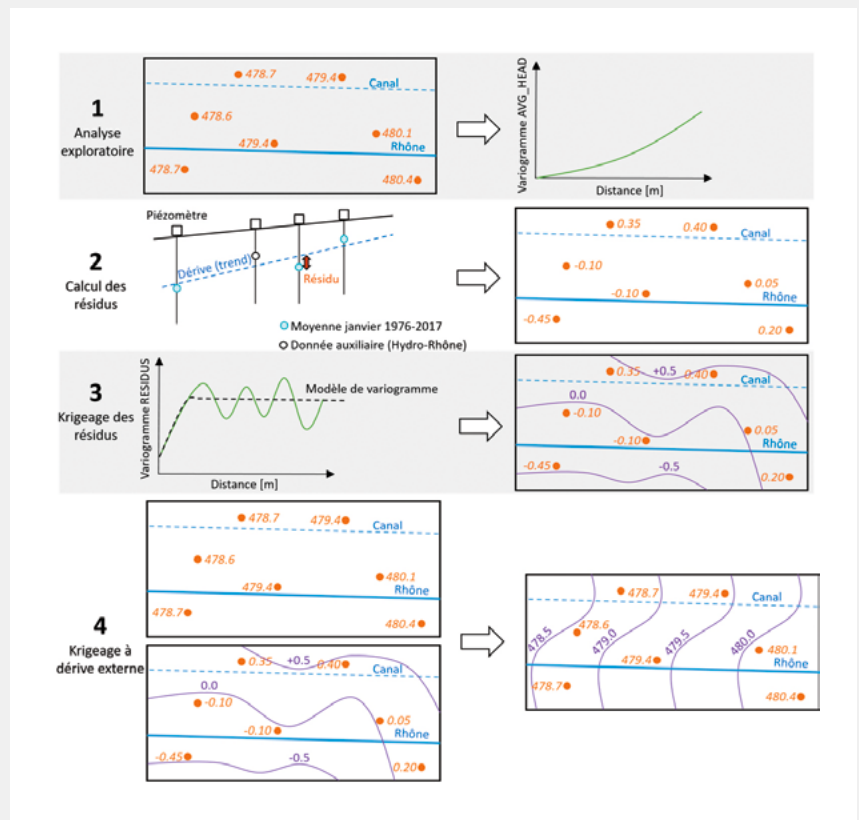 1
Analyse
exploratoire
478.7
479.4
Canal
478.6
480.1
479.4
Rhône
478.7
480.4
Variogramme AVG_HEAD
Distance [m]
2
Calcul des
résidus
Piézomètre
Dérive (trend)
Résidu
Moyenne janvier 1976-2017
Donnée auxiliaire (Hydro-Rhône)
0.35
0.40
Canal
-0.10
0.05
-0.10
Rhône
-0.45
0.20
3
Krigeage des
résidus
Variogramme RESIDUS
Modèle de variogramme
Distance [m]
0.35
+0.5
0.40
Canal
0.0
-0.10
0.05
-0.10
Rhône
-0.45
-0.5
0.20
4
Krigeage à
dérive externe
478.7
479.4
Canal
478.6
480.1
479.4
Rhône
478.7
480.4
0.35
+0.5
0.40
Canal
0.0
-0.10
0.05
-0.10
Rhône
-0.45
-0.5
0.20
478.7
479.4
Canal
478.5
478.6
479.0
479.5
480.0
480.1
479.4
Rhône
478.7
480.4